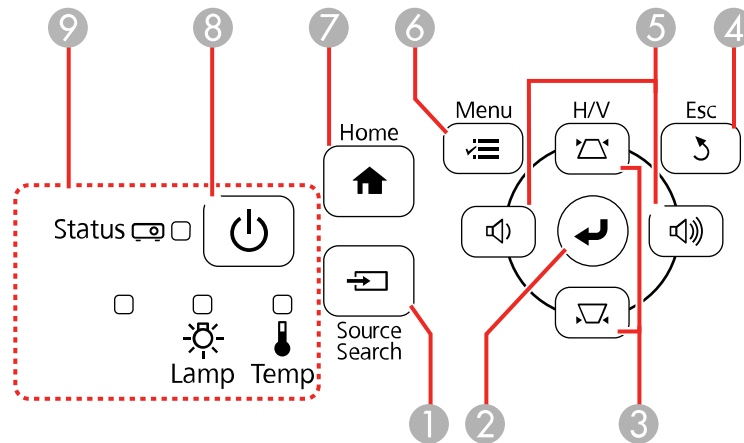 9 8 7 6 5 4
Menu H/V Esc
Home
Status
Source
Search
Lamp Temp
1 2 3